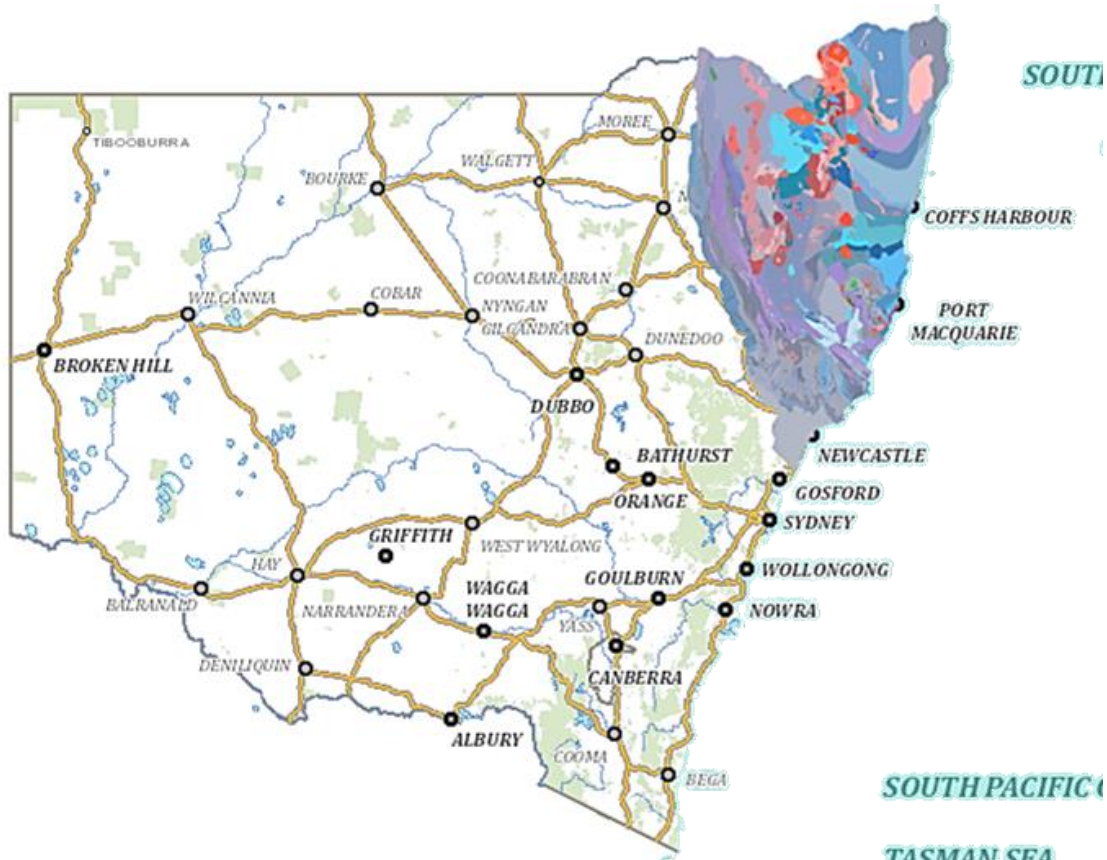 SOUTH
MOREE
TIBOOBURRA
WALGETT
BOURKE
N
COFFS HARBOUR
COONABARABRAN
WILCANNIA
COBAR
NYNGAN
PORT
MACQUARIE
GILGANDRA
DUNEDOO
BROKEN HILL
DUBBO
BATHURST
NEWCASTLE
ORANGE
GOSFORD
SYDNEY
GRIFFITH
WEST WYALONG
HAY
WOLLONGONG
GOULBURN
WAGGA
WAGGA
BALRANALD
NARRANDERA
NOWRA
YASS
DENILIQUIN
CANBERRA
ALBURY
COOMA
BEGA
SOUTH PACIFIC
TASMAN SEA